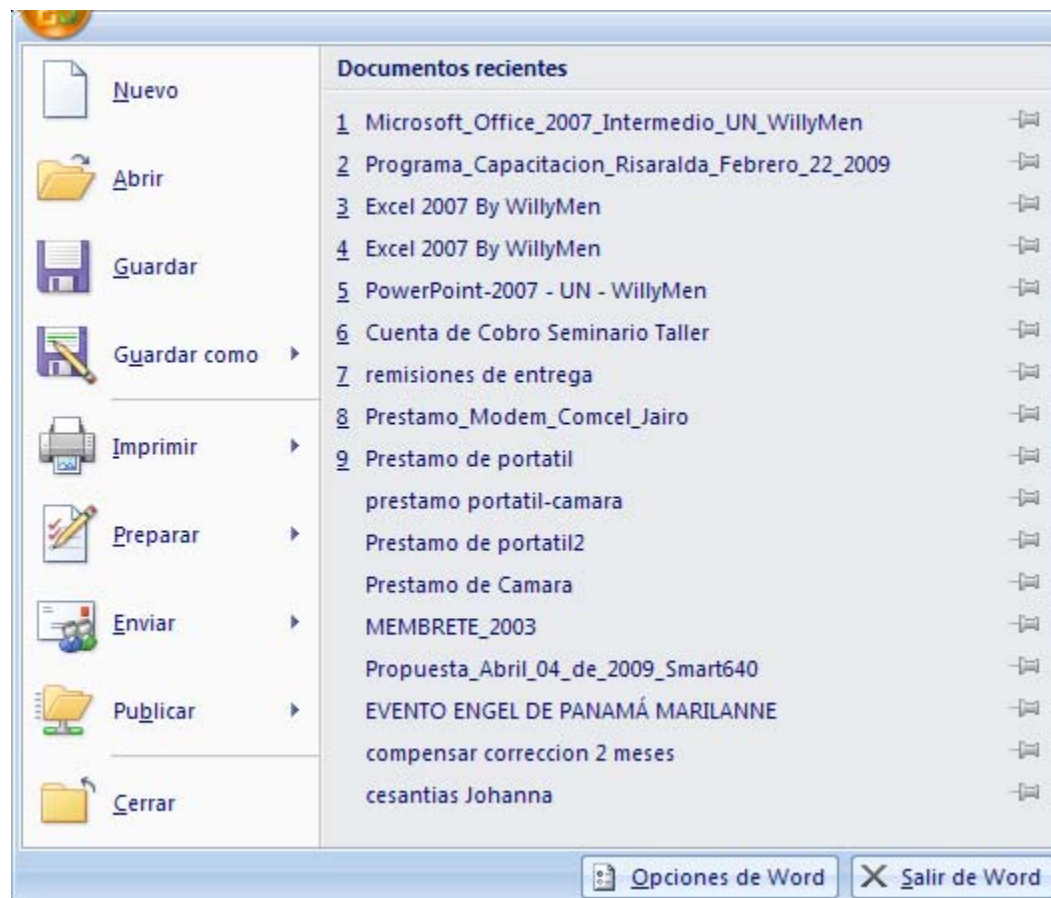 Nuevo
Abrir
Guardar
Guardar como
Imprimir
Preparar
Enviar
Publicar
Cerrar
Documentos recientes
1 Microsoft_Office_2007_Intermedio_UN_WillyMen
2 Programa_Capacitacion_Risaralda_Febrero_22_2009
3 Excel 2007 By WillyMen
4 Excel 2007 By WillyMen
5 PowerPoint-2007 - UN - WillyMen
6 Cuenta de Cobro Seminario Taller
7 remisiones de entrega
8 Prestamo_Modem_Comcel_Jairo
9 Prestamo de portatil
prestamo portatil-camara
Prestamo de portatil2
Prestamo de Camara
MEMBRETE_2003
Propuesta_Abril_04_de_2009_Smart640
EVENTO ENGEL DE PANAMÁ MARILANNE
compensar correccion 2 meses
cesantias Johanna
Opciones de Word
Salir de Word